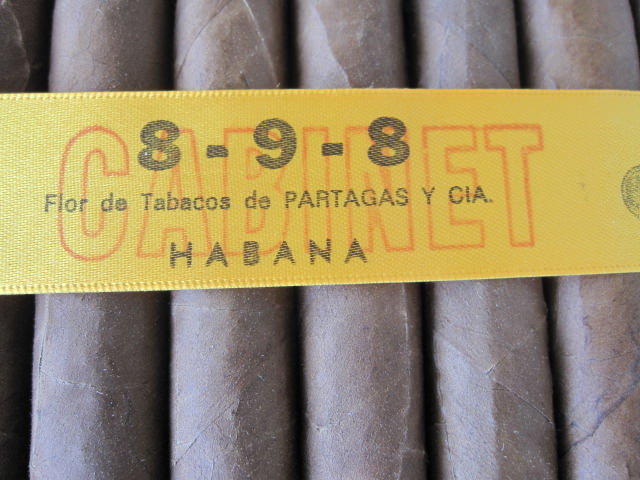 CABINET
8-9-8
Flor de Tabacos de PARTAGAS Y CIA.
HABANA